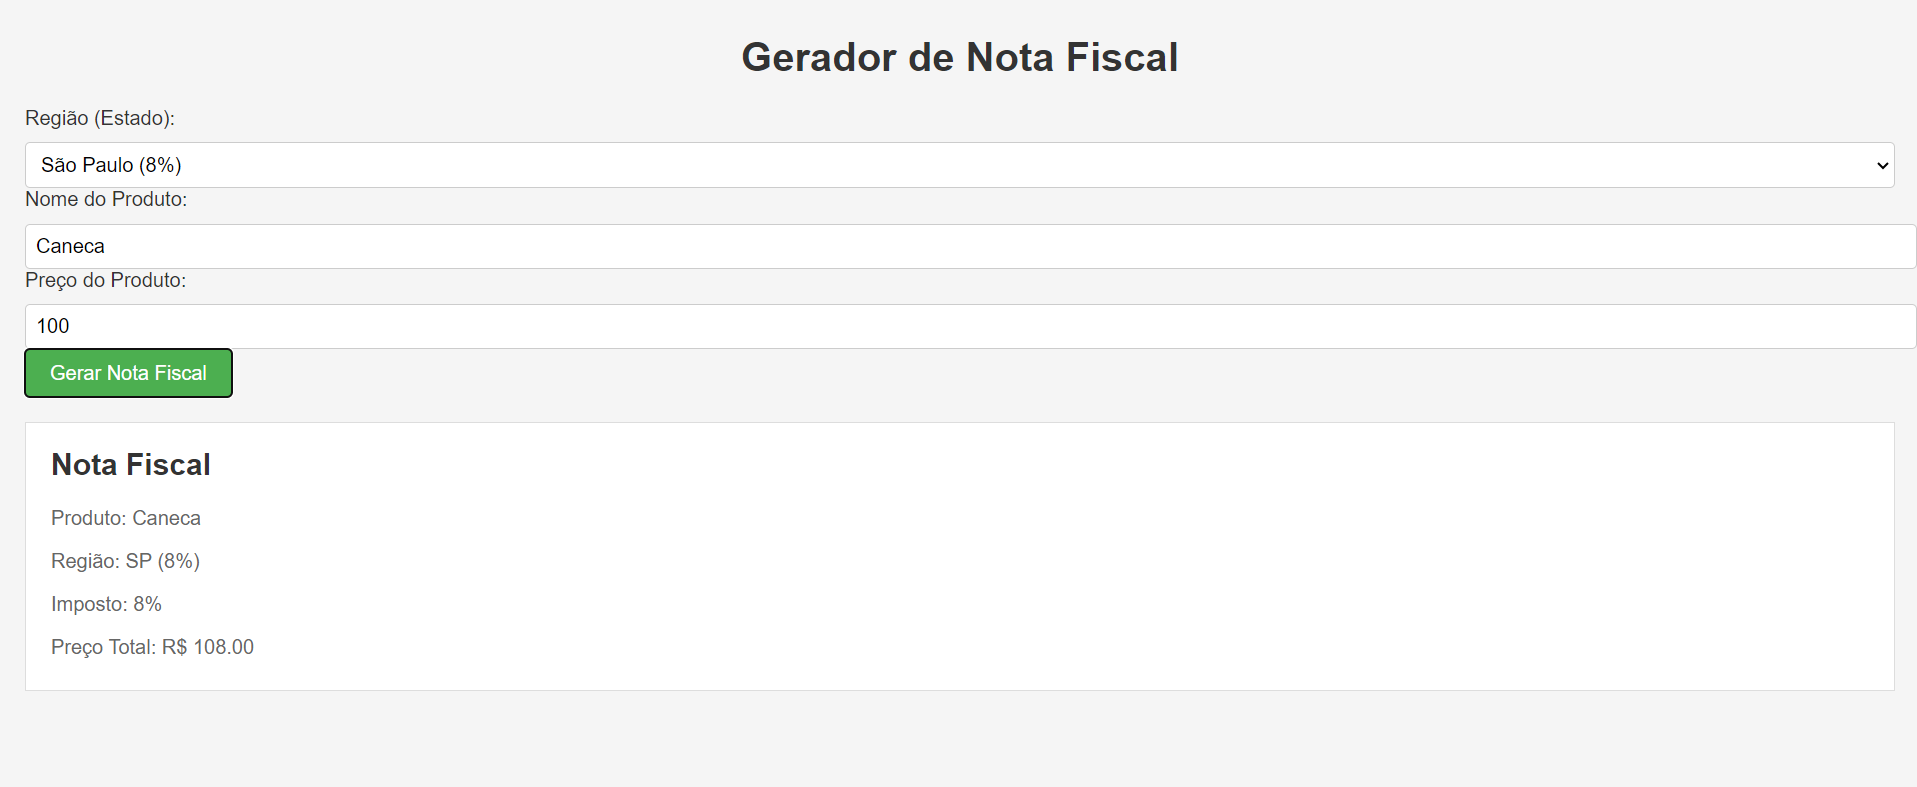 Gerador de Nota Fiscal
Região (Estado):
São Paulo (8%)
Nome do Produto:
Caneca
Preço do Produto:
100
Gerar Nota Fiscal
Nota Fiscal
Produto: Caneca
Região: SP (8%)
Imposto: 8%
Preço Total: R$ 108.00